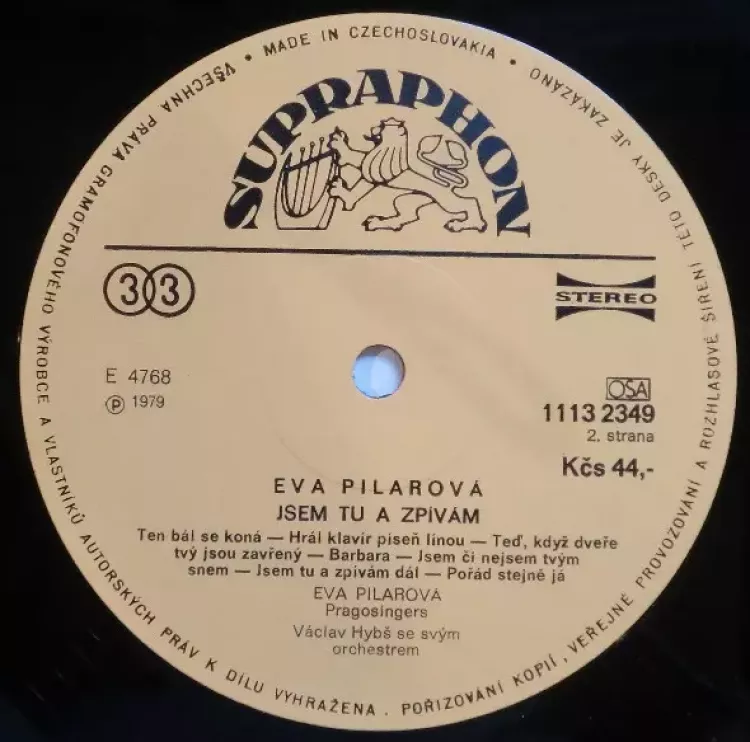 VŠECHNA PRÁVA GRAMOFONOVÉHO VÝROBCE A VLASTNÍKŮ AUTORSKÝCH PRÁV K DÍLU VYHRAŽENA. POŘIZOVÁNÍ KOPIÍ, VEŘEJNÉ PROVOZOVÁNÍ A ROZHLASOVÉ ŠÍŘENÍ TÉTO DESKY JE ZAKÁZÁNO • MADE IN CZECHOSLOVAKIA •
SUPRAPHON
33
STEREO
E 4768
Ⓟ 1979
OSA
1113 2349
2. strana
Kčs 44,-
EVA PILAROVÁ
JSEM TU A ZPÍVÁM
Ten bál se koná — Hrál klavír píseň línou — Teď, když dveře
tvý jsou zavřený — Barbara — Jsem či nejsem tvým
snem — Jsem tu a zpívám dál — Pořád stejné já
EVA PILAROVÁ
Pragosingers
Václav Hybš se svým
orchestrem